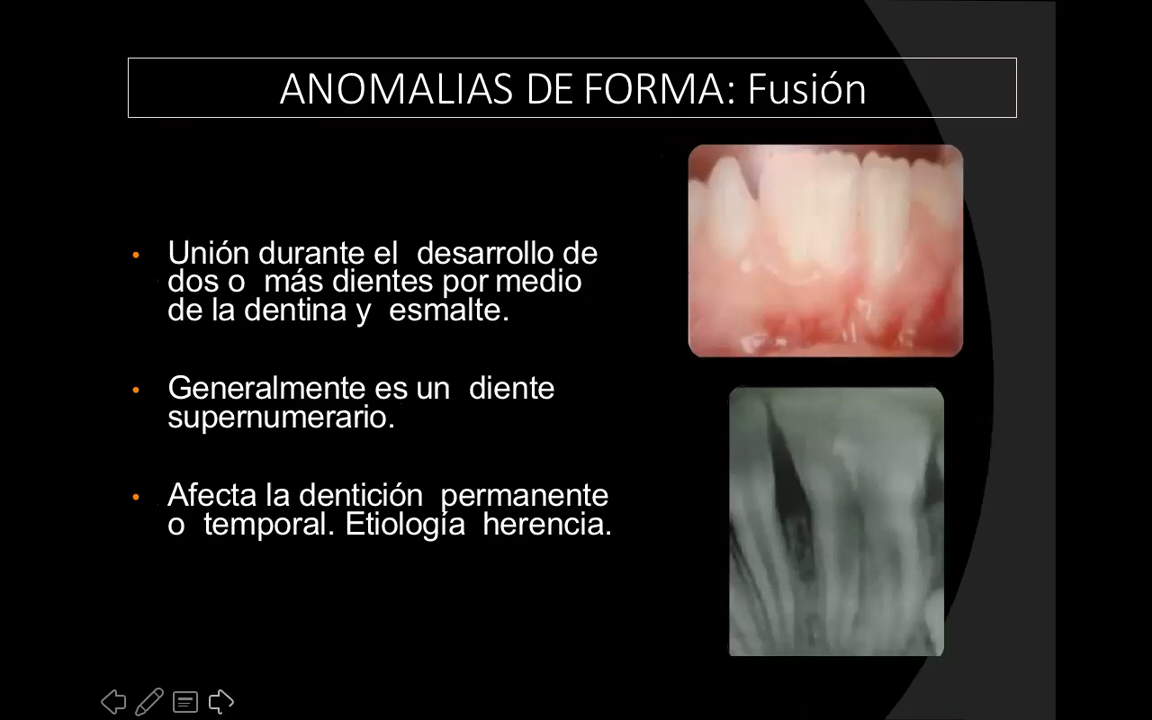 ANOMALIAS DE FORMA: Fusión
• Unión durante el desarrollo de
dos o más dientes por medio
de la dentina y esmalte.
• Generalmente es un diente
supernumerario.
• Afecta la dentición permanente
o temporal. Etiología herencia.